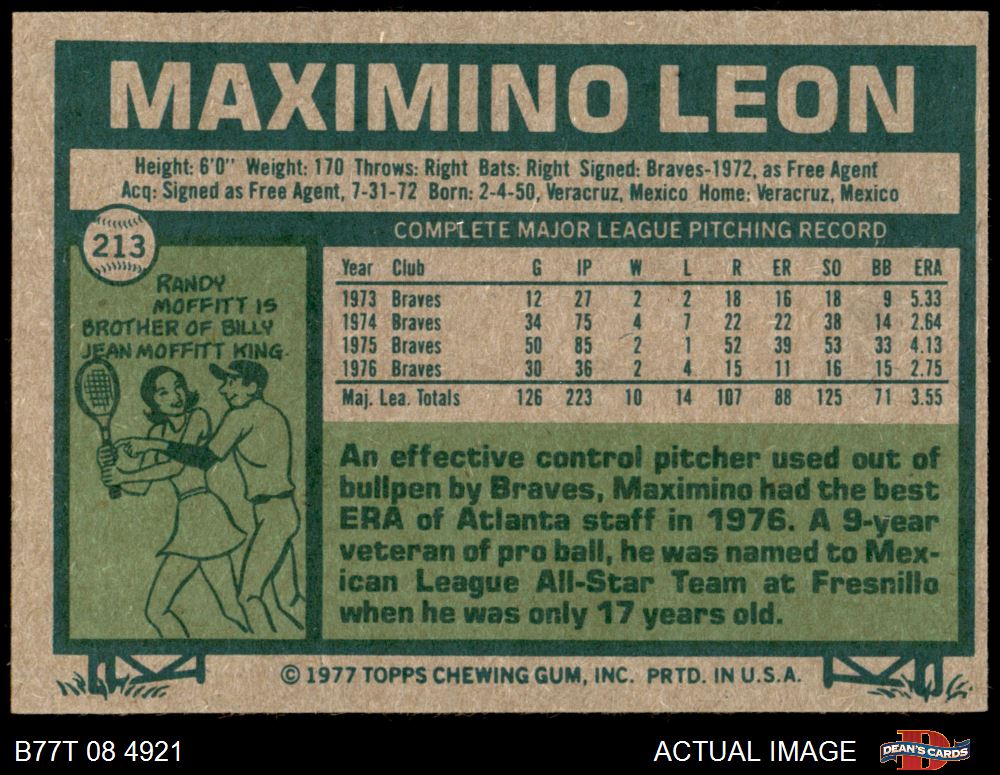 MAXIMINO LEON
Height: 6'0" Weight: 170 Throws: Right Bats: Right Signed: Braves-1972, as Free Agent
Acq: Signed as Free Agent, 7-31-72 Born: 2-4-50, Veracruz, Mexico Home: Veracruz, Mexico
213
RANDY
MOFFITT IS
BROTHER OF BILLY
JEAN MOFFITT KING.
COMPLETE MAJOR LEAGUE PITCHING RECORD
Year Club G IP W L R ER SO BB ERA
1973 Braves 12 27 2 2 18 16 18 9 5.33
1974 Braves 34 75 4 7 22 22 38 14 2.64
1975 Braves 50 85 2 1 52 39 53 33 4.13
1976 Braves 30 36 2 4 15 11 16 15 2.75
Maj. Lea. Totals 126 223 10 14 107 88 125 71 3.55
An effective control pitcher used out of
bullpen by Braves, Maximino had the best
ERA of Atlanta staff in 1976. A 9-year
veteran of pro ball, he was named to Mex-
ican League All-Star Team at Fresnillo
when he was only 17 years old.
© 1977 TOPPS CHEWING GUM, INC. PRTD. IN U.S.A.
B77T 08 4921
ACTUAL IMAGE
DEAN'S CARDS